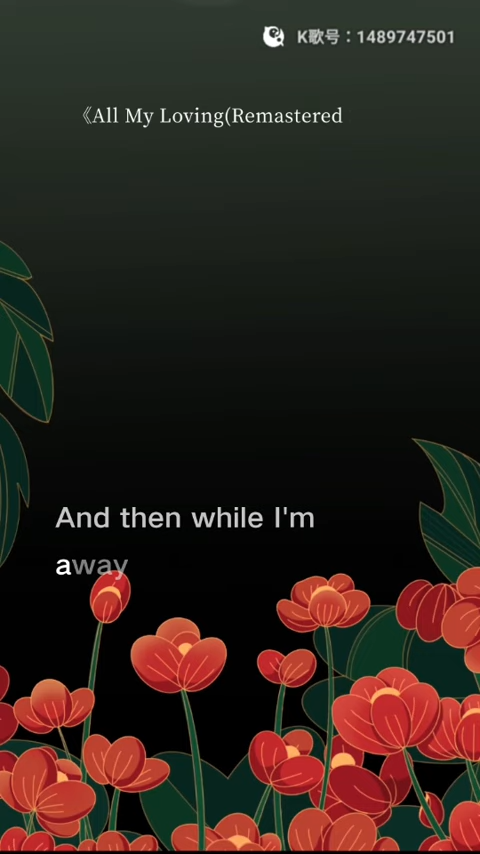 K歌号：1489747501
《All My Loving(Remastered
And then while I'm
away